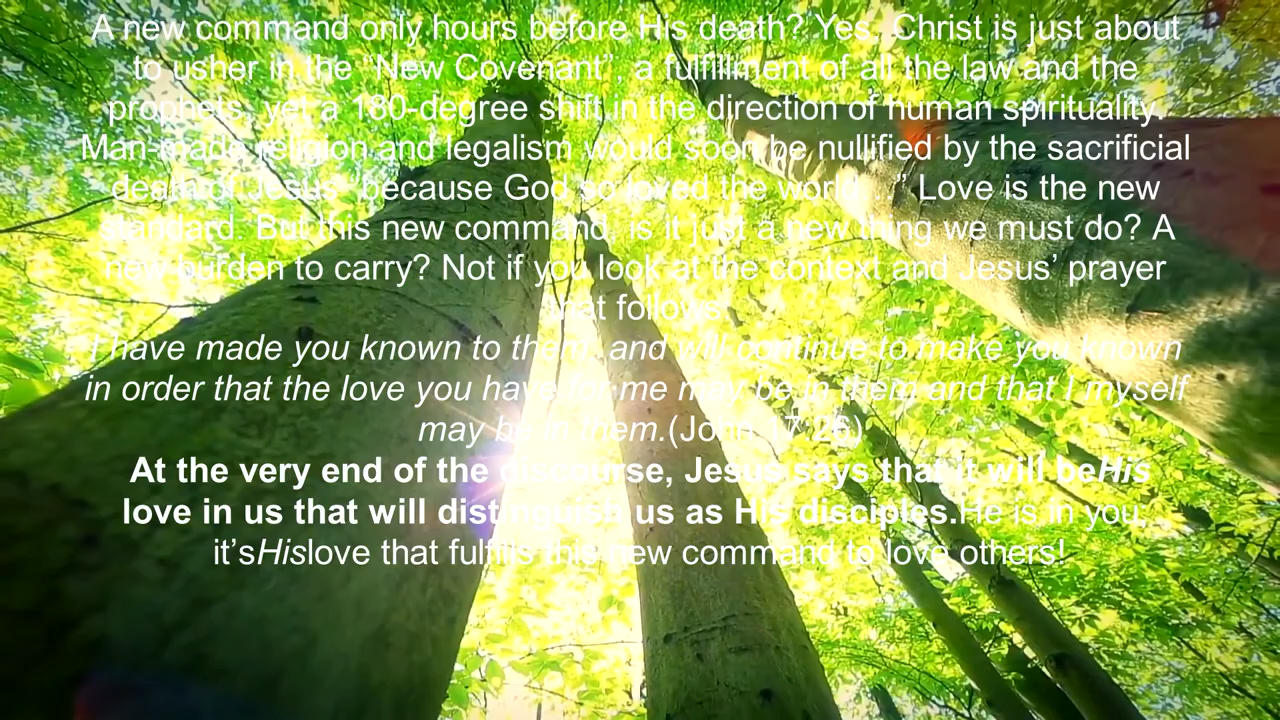 A new command only hours before His death? Yes, Christ is just about
to usher in the “New Covenant”, a fulfillment of all the law and the
prophets, yet a 180-degree shift in the direction of human spirituality.
Man-made religion and legalism would soon be nullified by the sacrificial
death of Jesus “because God so loved the world…” Love is the new
standard. But this new command, is it just a new thing we must do? A
new burden to carry? Not if you look at the context and Jesus’ prayer
that follows!
I have made you known to them, and will continue to make you known
in order that the love you have for me may be in them and that I myself
may be in them.(John 17:26)
At the very end of the discourse, Jesus says that it will beHis
love in us that will distinguish us as His disciples.He is in you,
it’sHislove that fulfills this new command to love others!